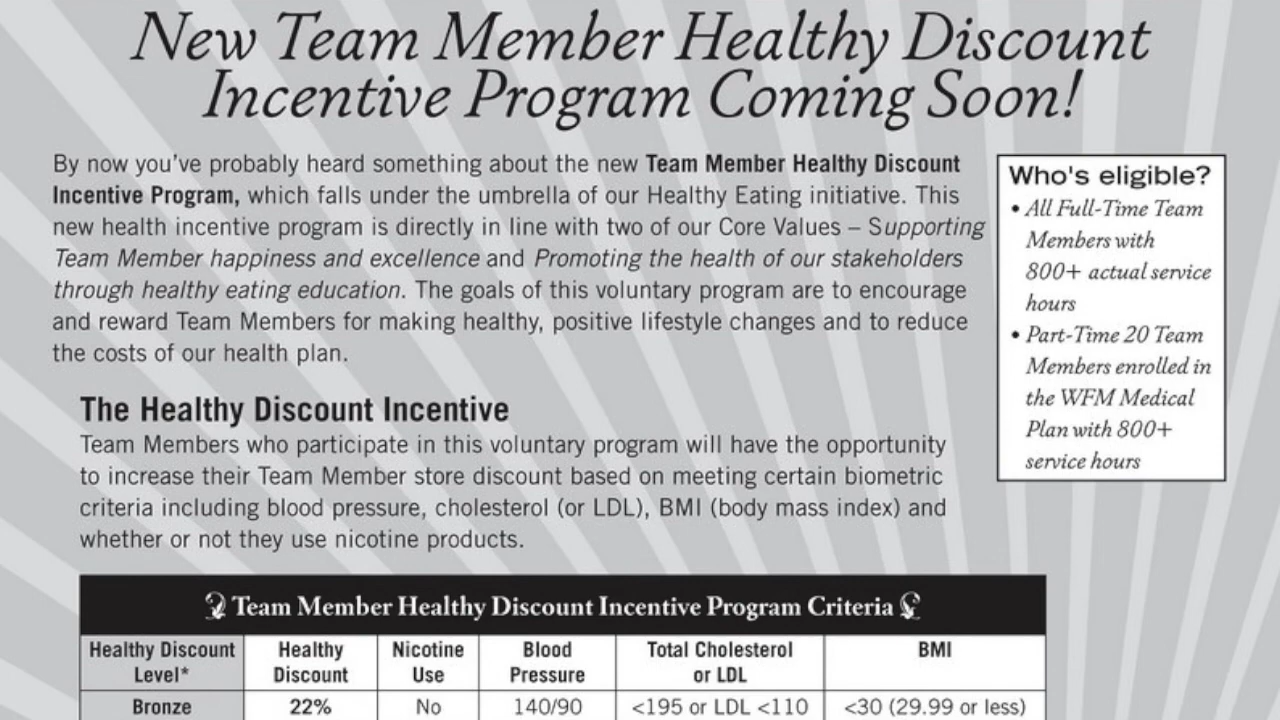 New Team Member Healthy Discount
Incentive Program Coming Soon!
By now you've probably heard something about the new Team Member Healthy Discount
Incentive Program, which falls under the umbrella of our Healthy Eating initiative. This
new health incentive program is directly in line with two of our Core Values – Supporting
Team Member happiness and excellence and Promoting the health of our stakeholders
through healthy eating education. The goals of this voluntary program are to encourage
and reward Team Members for making healthy, positive lifestyle changes and to reduce
the costs of our health plan.
Who's eligible?
• All Full-Time Team
Members with
800+ actual service
hours
• Part-Time 20 Team
Members enrolled in
the WFM Medical
Plan with 800+
service hours
The Healthy Discount Incentive
Team Members who participate in this voluntary program will have the opportunity
to increase their Team Member store discount based on meeting certain biometric
criteria including blood pressure, cholesterol (or LDL), BMI (body mass index) and
whether or not they use nicotine products.
Team Member Healthy Discount Incentive Program Criteria
Healthy Discount Healthy Nicotine Blood Total Cholesterol BMI
Level* Discount Use Pressure or LDL
Bronze 22% No 140/90 <195 or LDL <110 <30 (29.99 or less)